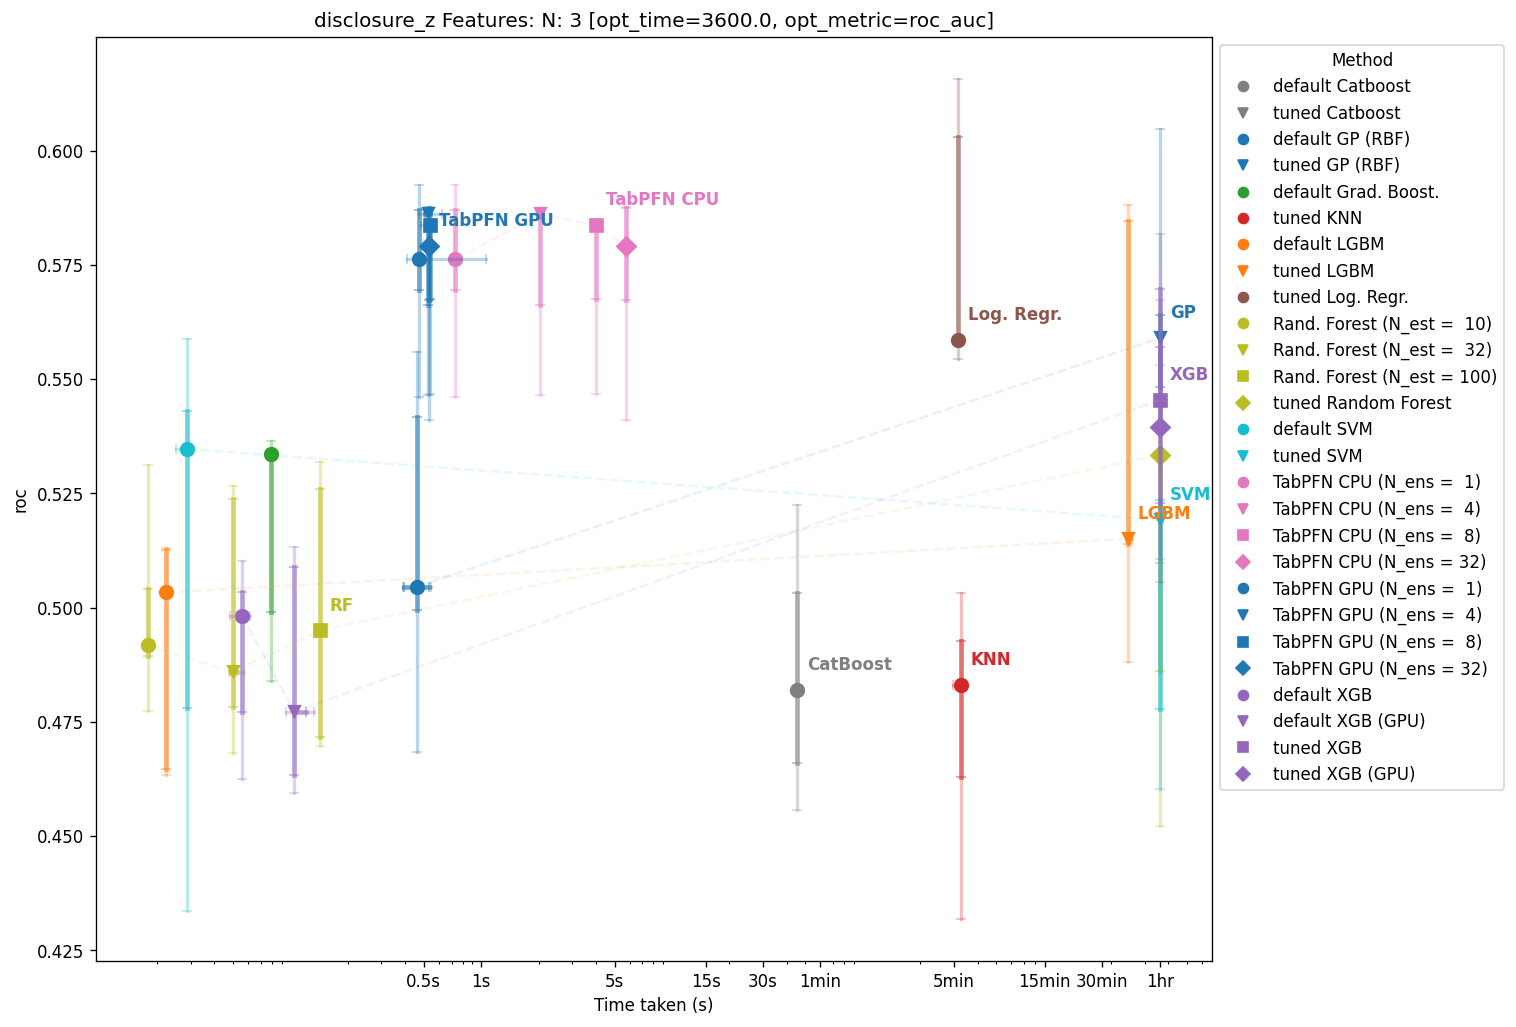 disclosure_z Features: N: 3 [opt_time=3600.0, opt_metric=roc_auc]
roc
0.600
0.575
0.550
0.525
0.500
0.475
0.450
0.425
TabPFN CPU
TabPFN GPU
Log. Regr.
GP
XGB
SVM
LGBM
RF
CatBoost
KNN
0.5s 1s 5s 15s 30s 1min 5min 15min 30min 1hr
Time taken (s)
Method
default Catboost
tuned Catboost
default GP (RBF)
tuned GP (RBF)
default Grad. Boost.
tuned KNN
default LGBM
tuned LGBM
tuned Log. Regr.
Rand. Forest (N_est =  10)
Rand. Forest (N_est =  32)
Rand. Forest (N_est = 100)
tuned Random Forest
default SVM
tuned SVM
TabPFN CPU (N_ens =  1)
TabPFN CPU (N_ens =  4)
TabPFN CPU (N_ens =  8)
TabPFN CPU (N_ens = 32)
TabPFN GPU (N_ens =  1)
TabPFN GPU (N_ens =  4)
TabPFN GPU (N_ens =  8)
TabPFN GPU (N_ens = 32)
default XGB
default XGB (GPU)
tuned XGB
tuned XGB (GPU)